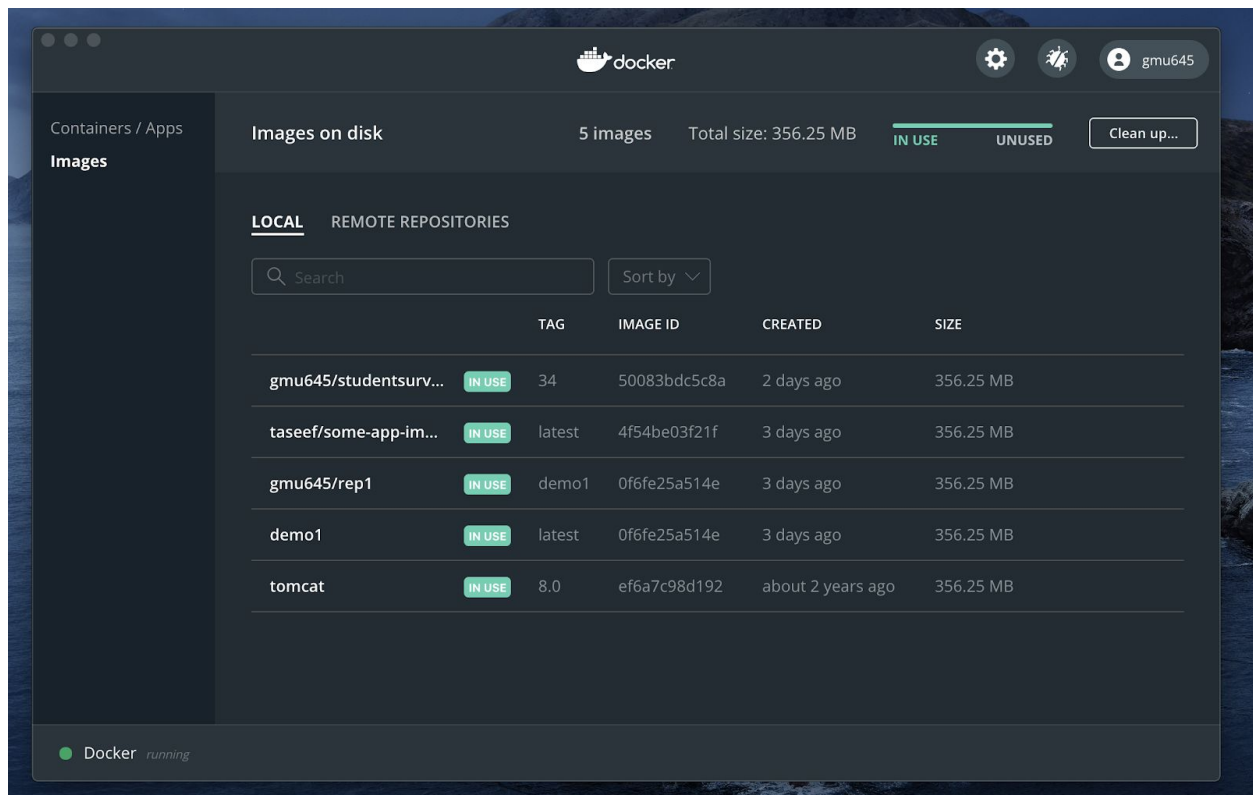 docker
gmu645
Containers / Apps
Images
Images on disk
5 images
Total size: 356.25 MB
IN USE
UNUSED
Clean up...
LOCAL
REMOTE REPOSITORIES
Search
Sort by
TAG IMAGE ID CREATED SIZE
gmu645/studentsurv... IN USE 34 50083bdc5c8a 2 days ago 356.25 MB
taseef/some-app-im... IN USE latest 4f54be03f21f 3 days ago 356.25 MB
gmu645/rep1 IN USE demo1 0f6fe25a514e 3 days ago 356.25 MB
demo1 IN USE latest 0f6fe25a514e 3 days ago 356.25 MB
tomcat IN USE 8.0 ef6a7c98d192 about 2 years ago 356.25 MB
Docker running